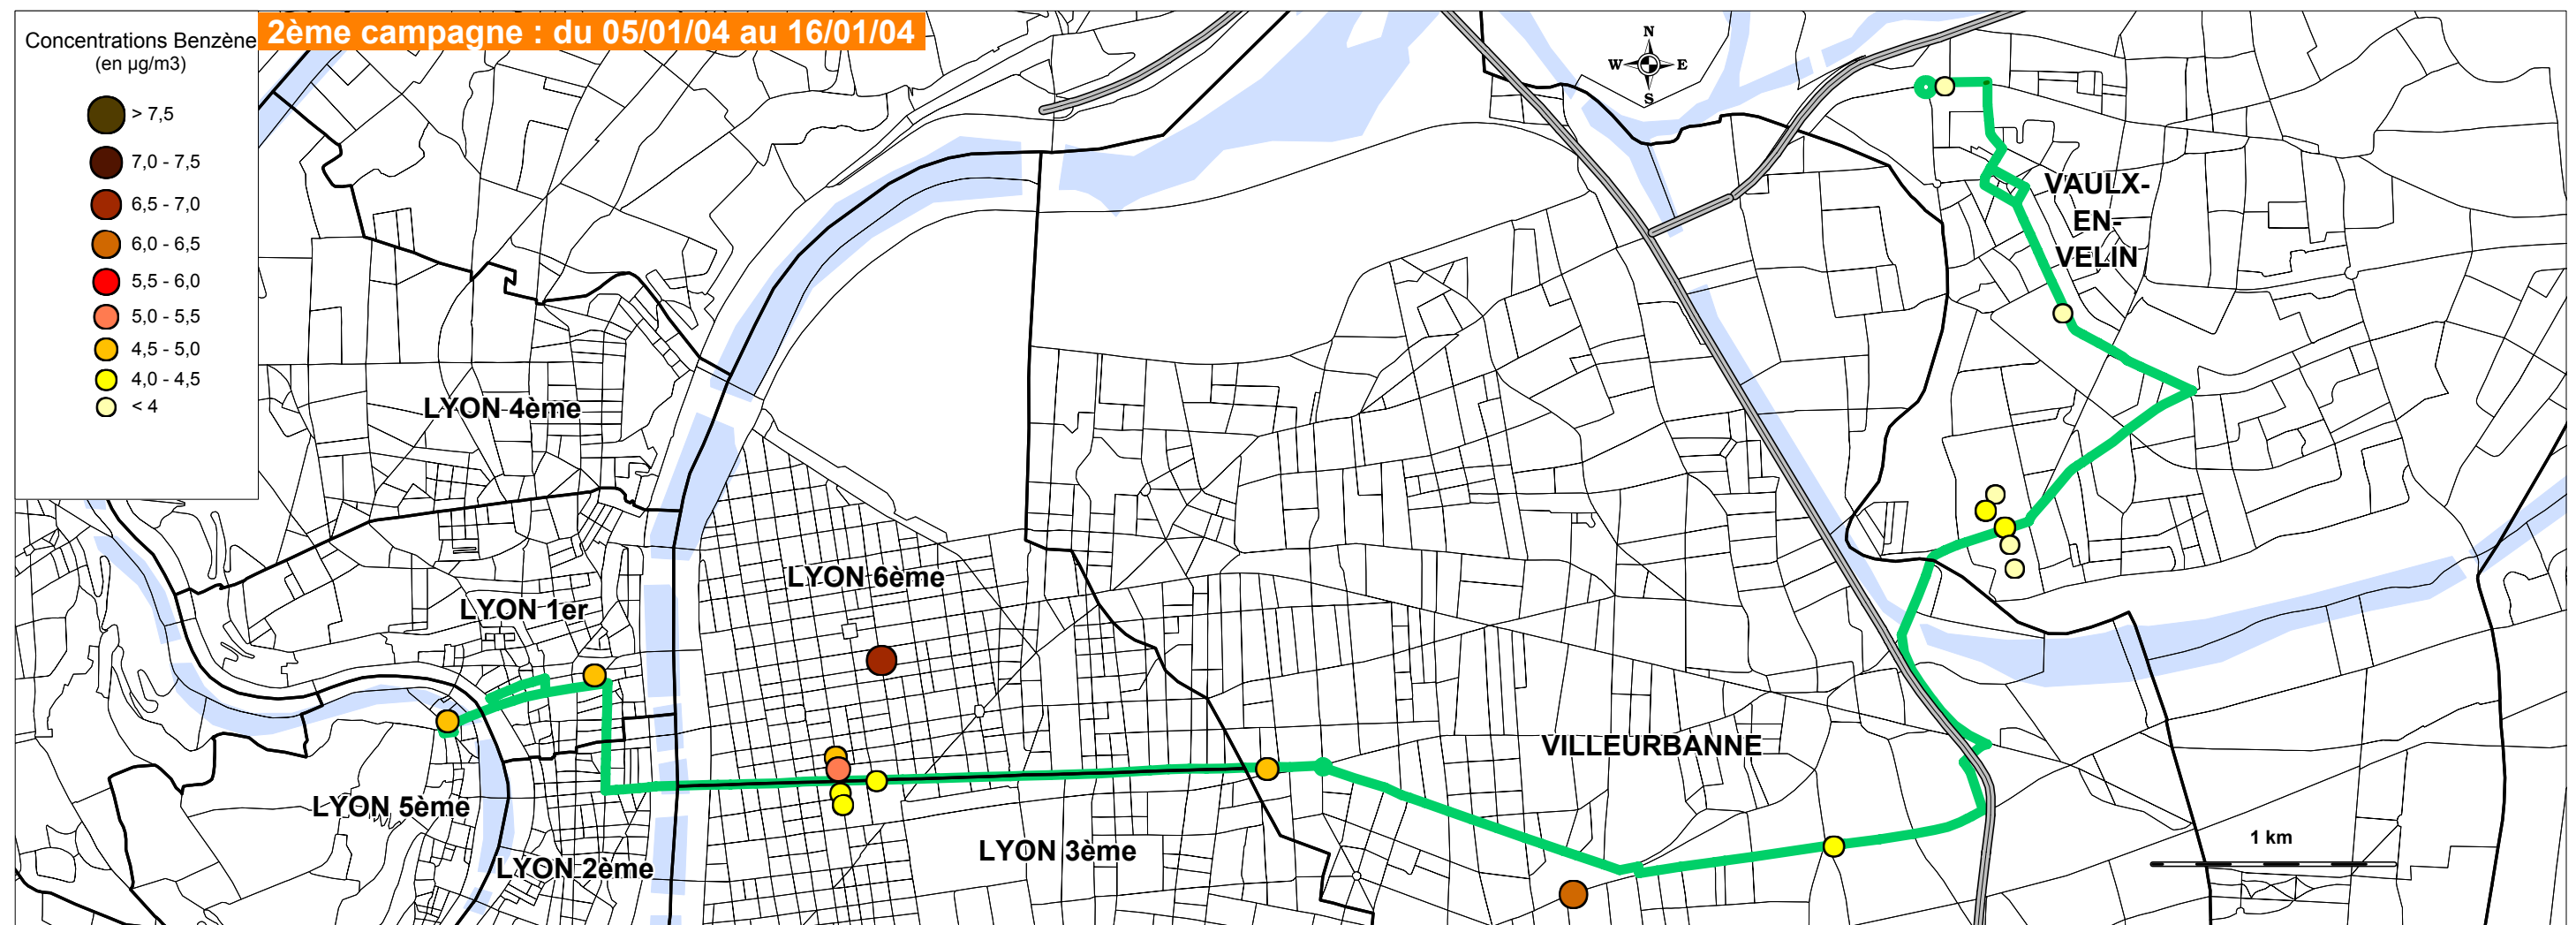 2ème campagne : du 05/01/04 au 16/01/04
Concentrations Benzène
(en µg/m3)
> 7,5
7,0 - 7,5
6,5 - 7,0
6,0 - 6,5
5,5 - 6,0
5,0 - 5,5
4,5 - 5,0
4,0 - 4,5
< 4
N
W E
S
VAULX-
EN-
VELIN
LYON 4ème
LYON 6ème
LYON 1er
VILLEURBANNE
LYON 5ème
LYON 3ème
LYON 2ème
1 km